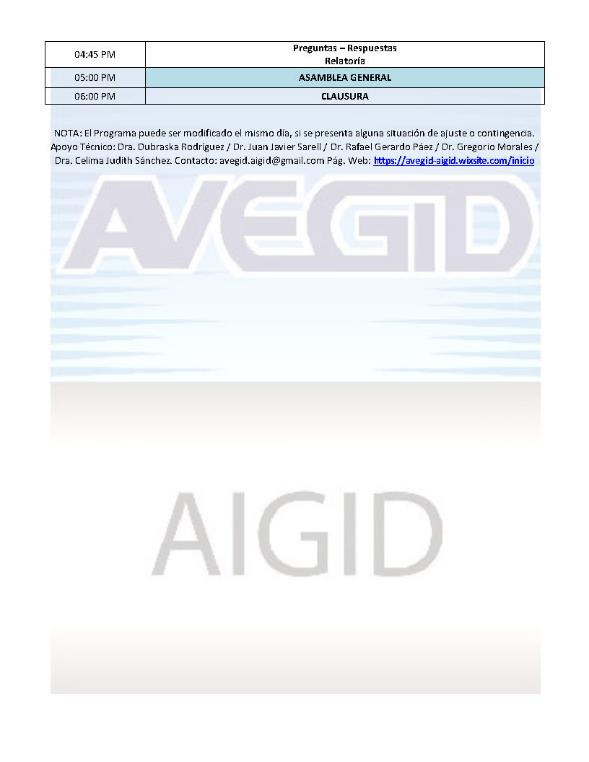 04:45 PM
Preguntas – Respuestas
Relatoría
05:00 PM
ASAMBLEA GENERAL
06:00 PM
CLAUSURA
NOTA: El Programa puede ser modificado el mismo día, si se presenta alguna situación de ajuste o contingencia.
Apoyo Técnico: Dra. Dubraska Rodríguez / Dr. Juan Javier Sarell / Dr. Rafael Gerardo Páez / Dr. Gregorio Morales /
Dra. Celima Judith Sánchez. Contacto: avegid.aigid@gmail.com Pág. Web: https://avegid-aigid.wixsite.com/inicio
AVEGID
AIGID